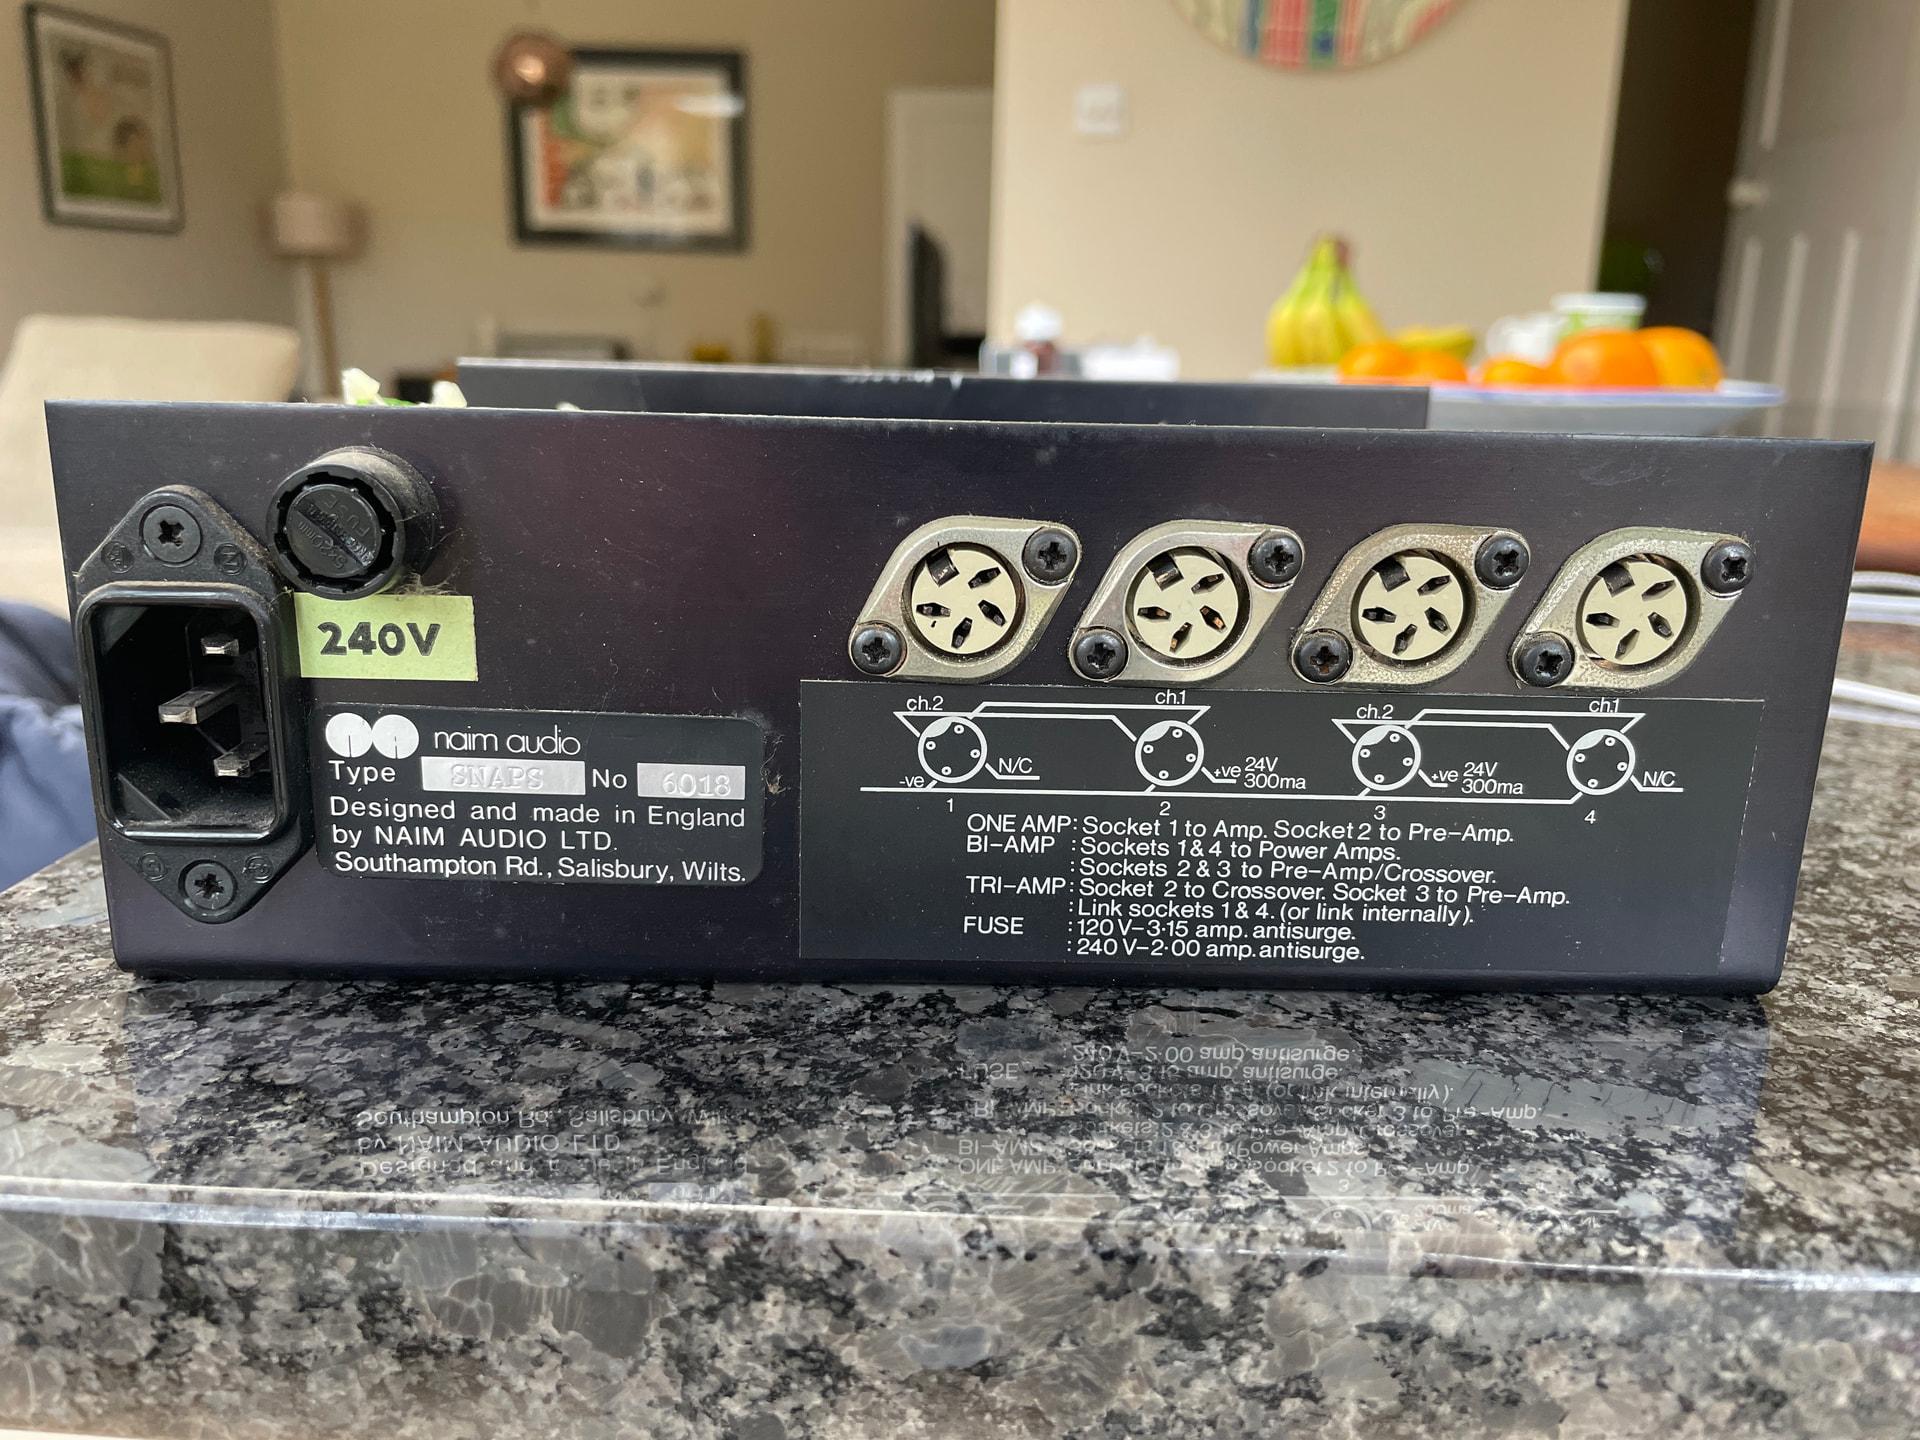 FUSE
240V
naim audio
Type SNAPS No 6018
Designed and made in England
by NAIM AUDIO LTD.
Southampton Rd., Salisbury, Wilts.
ch.2 ch.1 ch.2 ch.1
-ve N/C +ve 24V 300ma +ve 24V 300ma N/C
1 2 3 4
ONE AMP: Socket 1 to Amp. Socket 2 to Pre-Amp.
BI-AMP : Sockets 1&4 to Power Amps.
: Sockets 2 & 3 to Pre-Amp/Crossover.
TRI-AMP: Socket 2 to Crossover. Socket 3 to Pre-Amp.
: Link sockets 1 & 4. (or link internally).
FUSE : 120V-3·15 amp. antisurge.
: 240V-2·00 amp. antisurge.